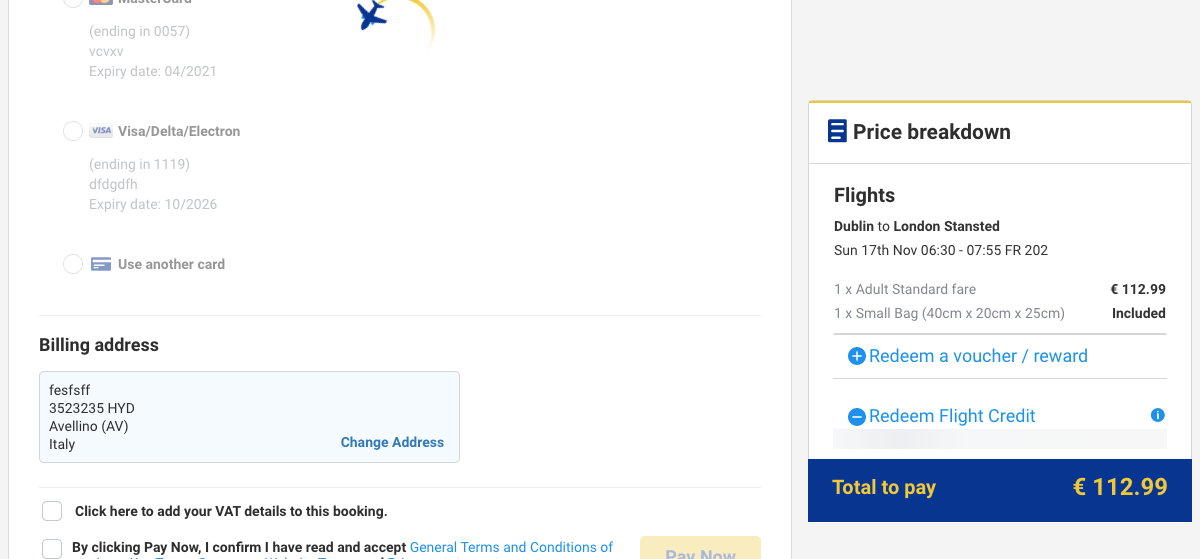 MasterCard
(ending in 0057)
vcvxv
Expiry date: 04/2021
VISA Visa/Delta/Electron
(ending in 1119)
dfdgdfh
Expiry date: 10/2026
Use another card
Billing address
fesfsff
3523235 HYD
Avellino (AV)
Italy
Change Address
Click here to add your VAT details to this booking.
By clicking Pay Now, I confirm I have read and accept General Terms and Conditions of
Pay Now
Price breakdown
Flights
Dublin to London Stansted
Sun 17th Nov 06:30 - 07:55 FR 202
1 x Adult Standard fare € 112.99
1 x Small Bag (40cm x 20cm x 25cm) Included
Redeem a voucher / reward
Redeem Flight Credit
Total to pay € 112.99